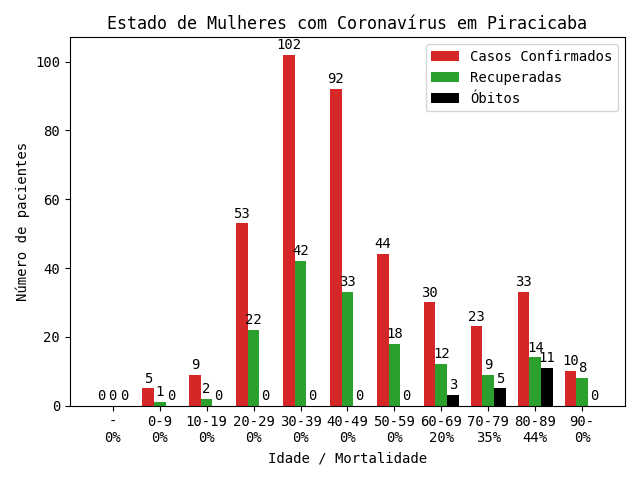 Estado de Mulheres com Coronavírus em Piracicaba
Casos Confirmados
Recuperadas
Óbitos
Número de pacientes
100
80
60
40
20
0
0 0 0
5 1 0
9 2 0
53 22 0
102 42 0
92 33 0
44 18 0
30 12 3
23 9 5
33 14 11
10 8 0
- 0-9 10-19 20-29 30-39 40-49 50-59 60-69 70-79 80-89 90-
0% 0% 0% 0% 0% 0% 0% 20% 35% 44% 0%
Idade / Mortalidade